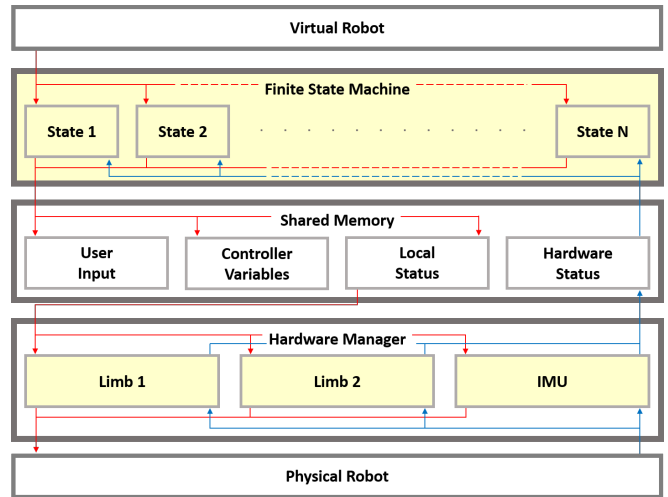 Virtual Robot
Finite State Machine
State 1
State 2
State N
Shared Memory
User
Input
Controller
Variables
Local
Status
Hardware
Status
Hardware Manager
Limb 1
Limb 2
IMU
Physical Robot